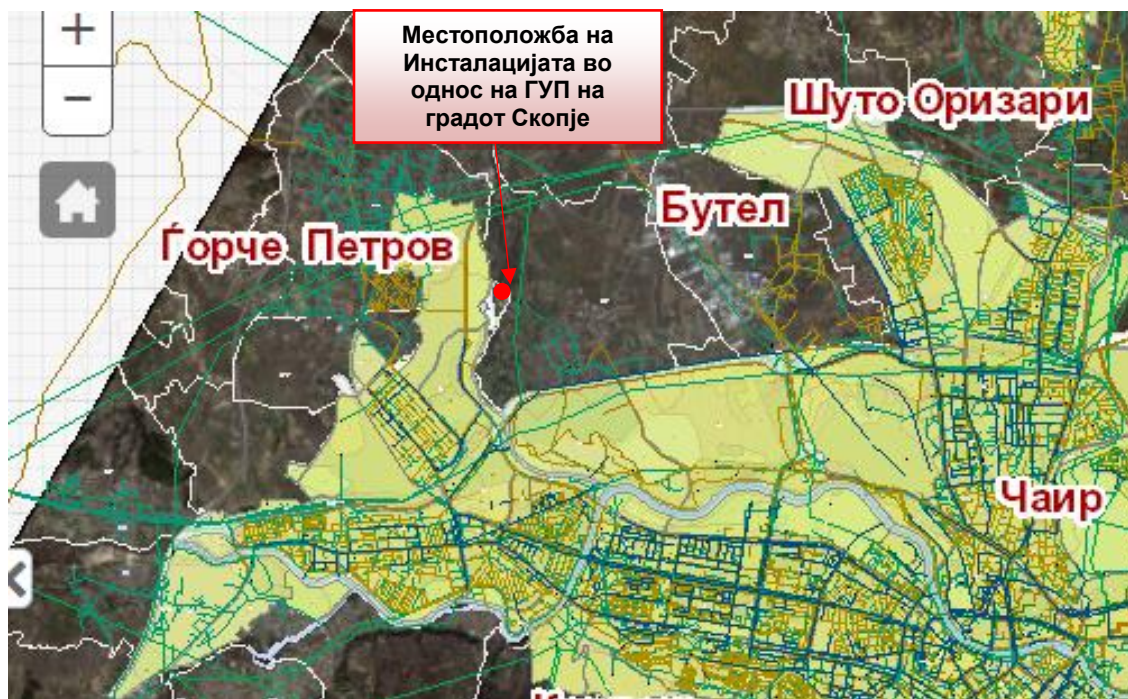 Местоположба на
Инсталацијата во
однос на ГУП на
градот Скопје
Шуто Оризари
Бутел
Ѓорче Петров
Чаир